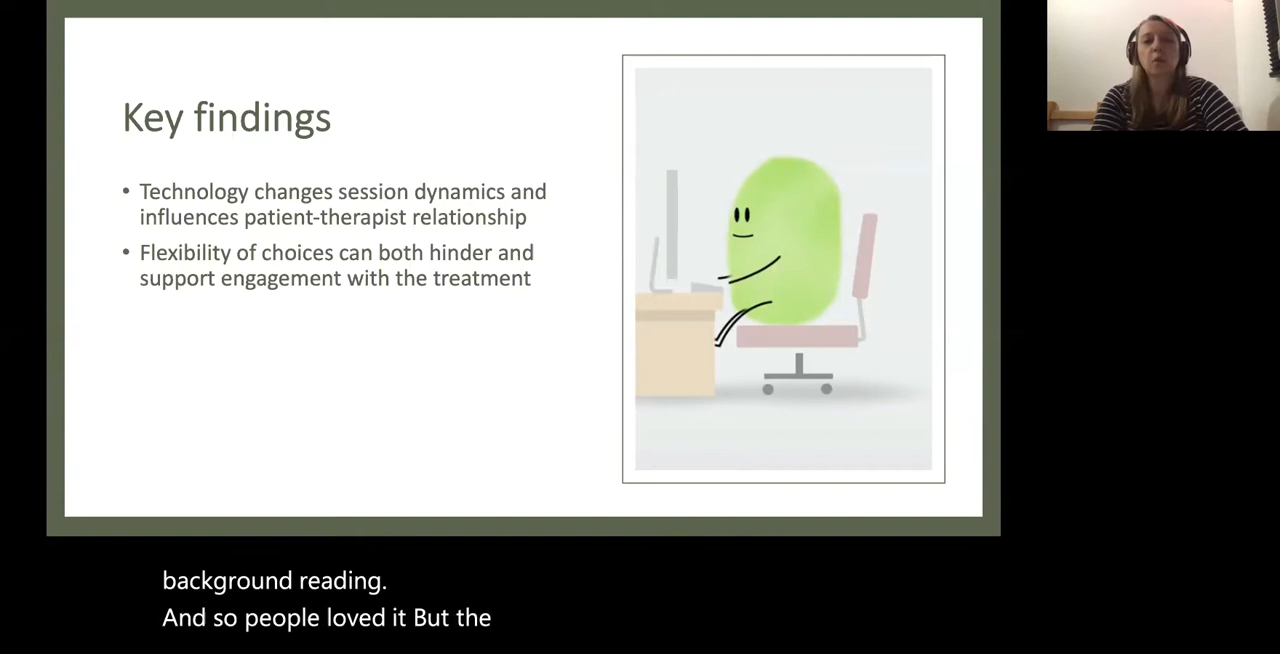 Key findings
• Technology changes session dynamics and
influences patient-therapist relationship
• Flexibility of choices can both hinder and
support engagement with the treatment
background reading.
And so people loved it But the